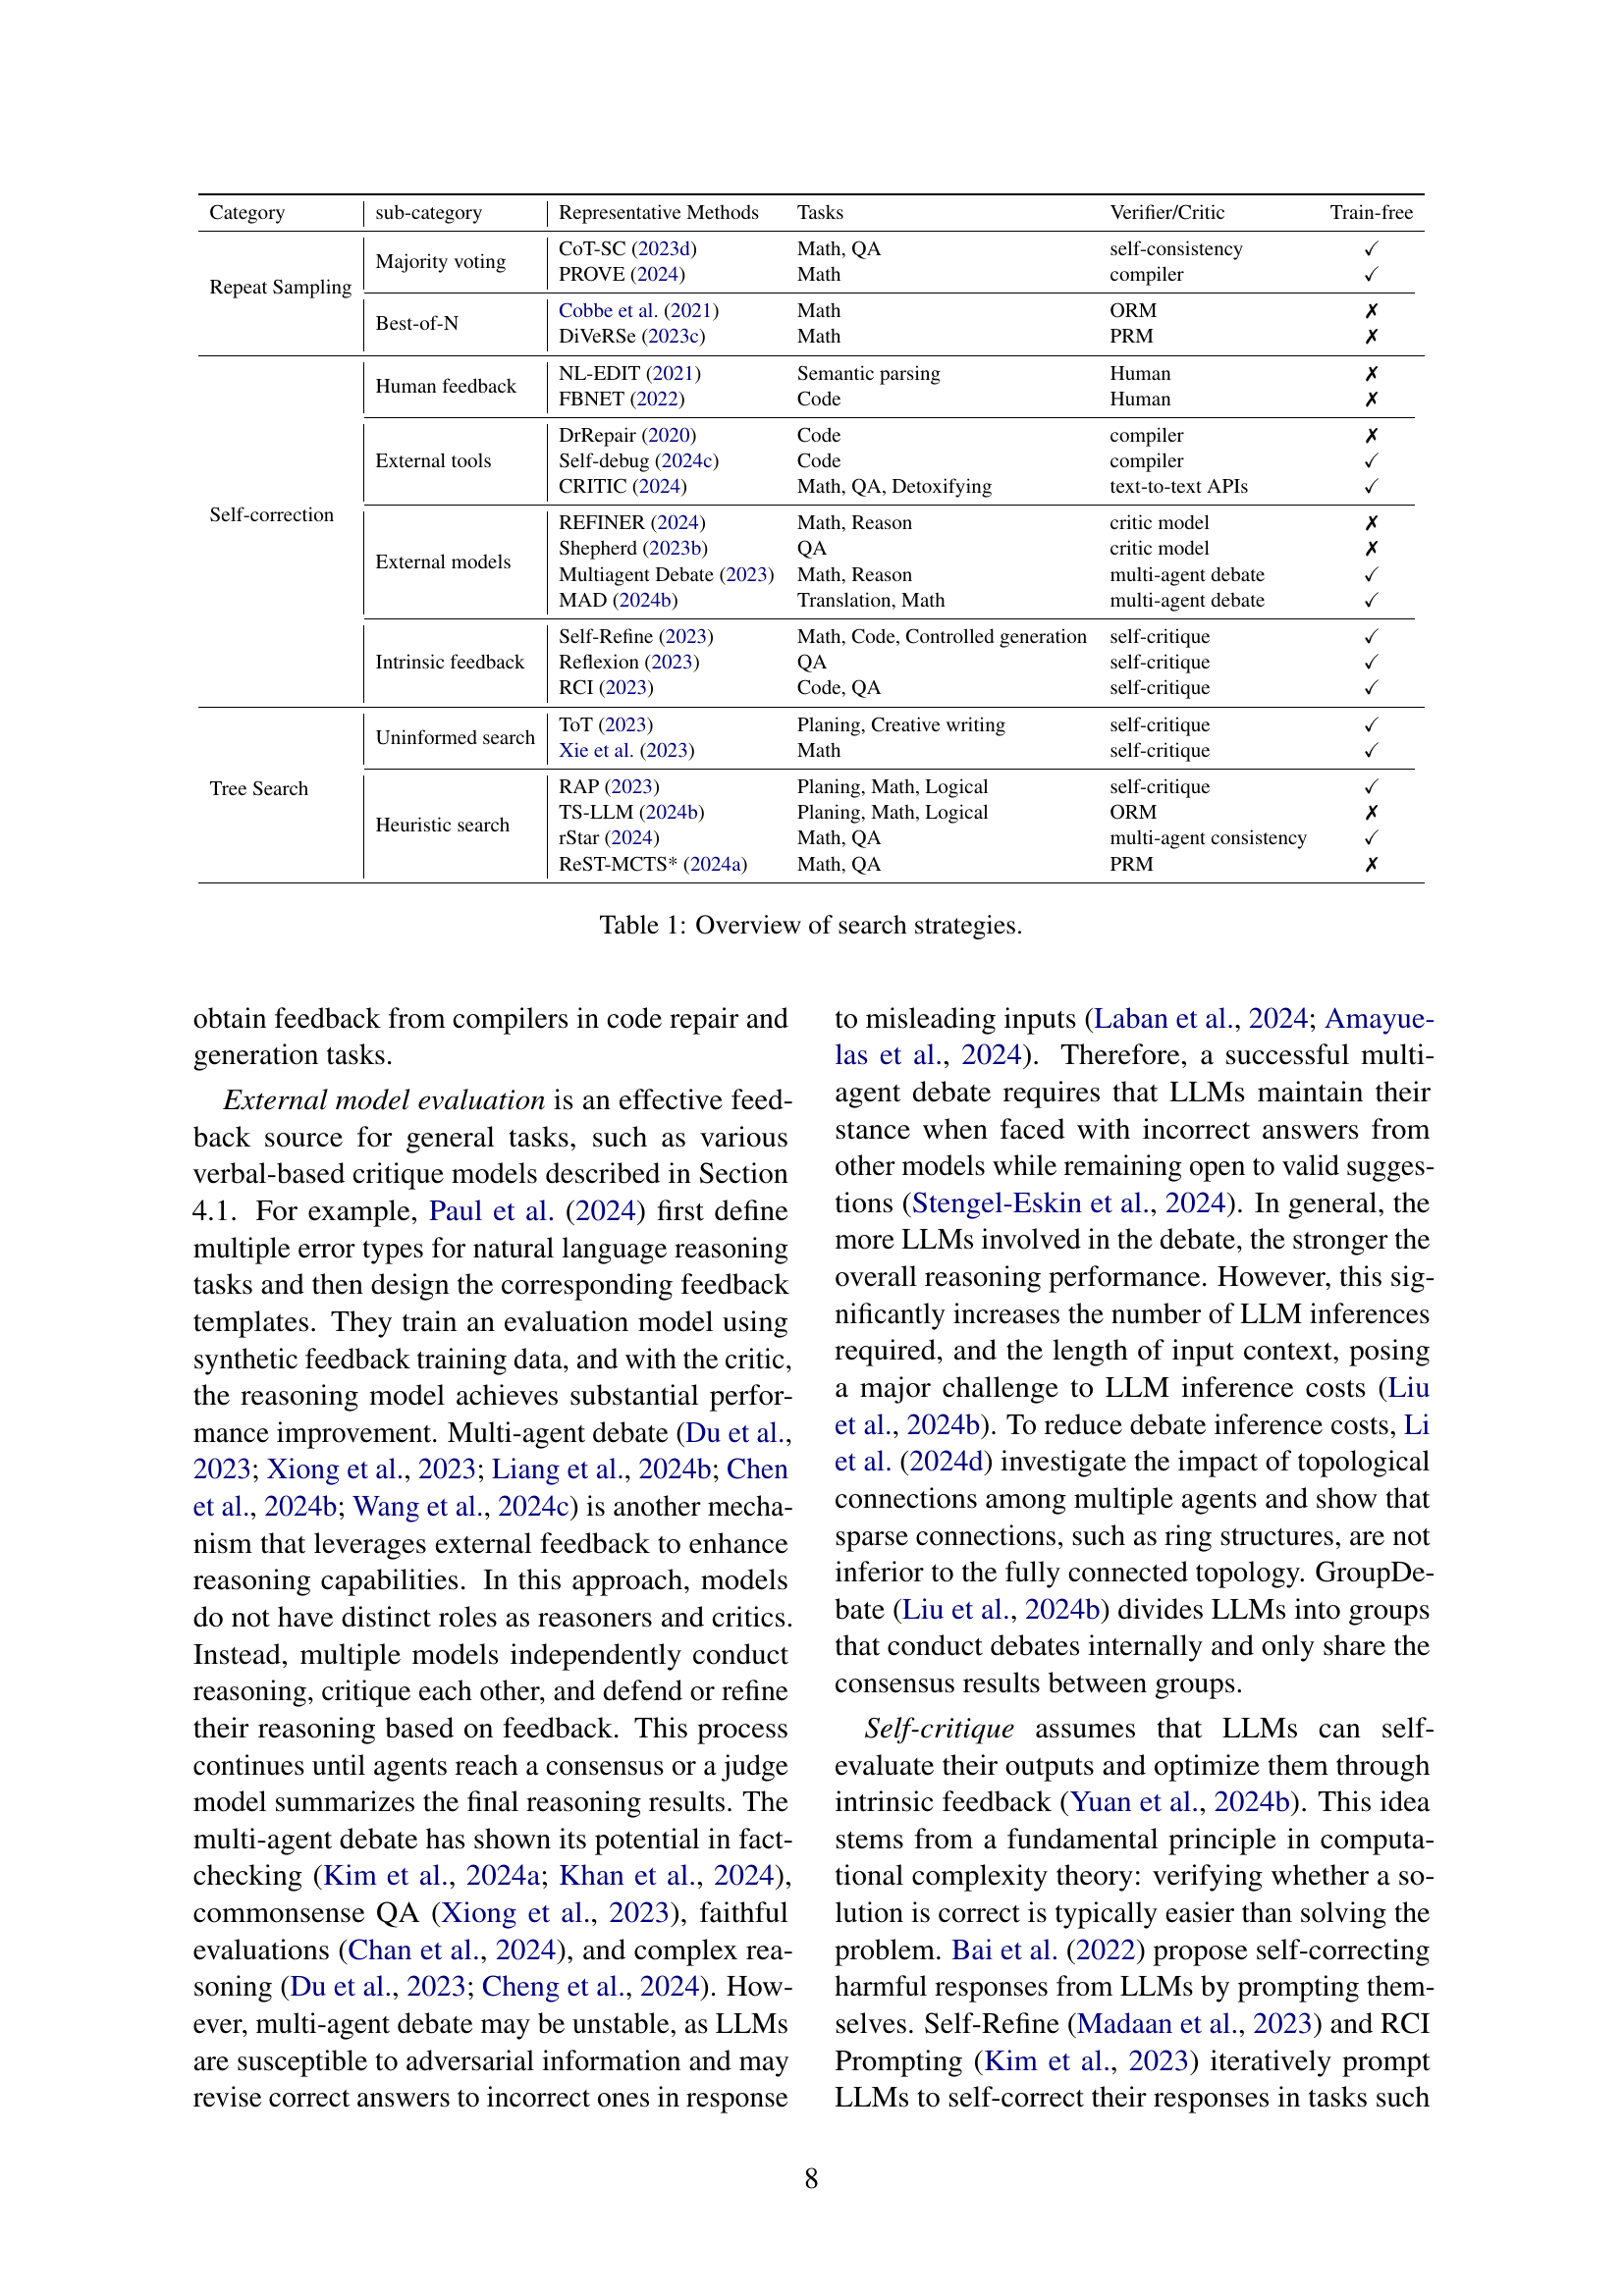 Category sub-category Representative Methods Tasks Verifier/Critic Train-free
Repeat Sampling
Majority voting
CoT-SC (2023d) Math, QA self-consistency ✓
PROVE (2024) Math compiler ✓
Best-of-N
Cobbe et al. (2021) Math ORM ✗
DiVeRSe (2023c) Math PRM ✗
Self-correction
Human feedback
NL-EDIT (2021) Semantic parsing Human ✗
FBNET (2022) Code Human ✗
External tools
DrRepair (2020) Code compiler ✗
Self-debug (2024c) Code compiler ✓
CRITIC (2024) Math, QA, Detoxifying text-to-text APIs ✓
External models
REFINER (2024) Math, Reason critic model ✗
Shepherd (2023b) QA critic model ✗
Multiagent Debate (2023) Math, Reason multi-agent debate ✓
MAD (2024b) Translation, Math multi-agent debate ✓
Intrinsic feedback
Self-Refine (2023) Math, Code, Controlled generation self-critique ✓
Reflexion (2023) QA self-critique ✓
RCI (2023) Code, QA self-critique ✓
Tree Search
Uninformed search
ToT (2023) Planing, Creative writing self-critique ✓
Xie et al. (2023) Math self-critique ✓
Heuristic search
RAP (2023) Planing, Math, Logical self-critique ✓
TS-LLM (2024b) Planing, Math, Logical ORM ✗
rStar (2024) Math, QA multi-agent consistency ✓
ReST-MCTS* (2024a) Math, QA PRM ✗
Table 1: Overview of search strategies.
obtain feedback from compilers in code repair and
generation tasks.
External model evaluation is an effective feed-
back source for general tasks, such as various
verbal-based critique models described in Section
4.1. For example, Paul et al. (2024) first define
multiple error types for natural language reasoning
tasks and then design the corresponding feedback
templates. They train an evaluation model using
synthetic feedback training data, and with the critic,
the reasoning model achieves substantial perfor-
mance improvement. Multi-agent debate (Du et al.,
2023; Xiong et al., 2023; Liang et al., 2024b; Chen
et al., 2024b; Wang et al., 2024c) is another mecha-
nism that leverages external feedback to enhance
reasoning capabilities. In this approach, models
do not have distinct roles as reasoners and critics.
Instead, multiple models independently conduct
reasoning, critique each other, and defend or refine
their reasoning based on feedback. This process
continues until agents reach a consensus or a judge
model summarizes the final reasoning results. The
multi-agent debate has shown its potential in fact-
checking (Kim et al., 2024a; Khan et al., 2024),
commonsense QA (Xiong et al., 2023), faithful
evaluations (Chan et al., 2024), and complex rea-
soning (Du et al., 2023; Cheng et al., 2024). How-
ever, multi-agent debate may be unstable, as LLMs
are susceptible to adversarial information and may
revise correct answers to incorrect ones in response
to misleading inputs (Laban et al., 2024; Amayue-
las et al., 2024). Therefore, a successful multi-
agent debate requires that LLMs maintain their
stance when faced with incorrect answers from
other models while remaining open to valid sugges-
tions (Stengel-Eskin et al., 2024). In general, the
more LLMs involved in the debate, the stronger the
overall reasoning performance. However, this sig-
nificantly increases the number of LLM inferences
required, and the length of input context, posing
a major challenge to LLM inference costs (Liu
et al., 2024b). To reduce debate inference costs, Li
et al. (2024d) investigate the impact of topological
connections among multiple agents and show that
sparse connections, such as ring structures, are not
inferior to the fully connected topology. GroupDe-
bate (Liu et al., 2024b) divides LLMs into groups
that conduct debates internally and only share the
consensus results between groups.
Self-critique assumes that LLMs can self-
evaluate their outputs and optimize them through
intrinsic feedback (Yuan et al., 2024b). This idea
stems from a fundamental principle in computa-
tional complexity theory: verifying whether a so-
lution is correct is typically easier than solving the
problem. Bai et al. (2022) propose self-correcting
harmful responses from LLMs by prompting them-
selves. Self-Refine (Madaan et al., 2023) and RCI
Prompting (Kim et al., 2023) iteratively prompt
LLMs to self-correct their responses in tasks such
8